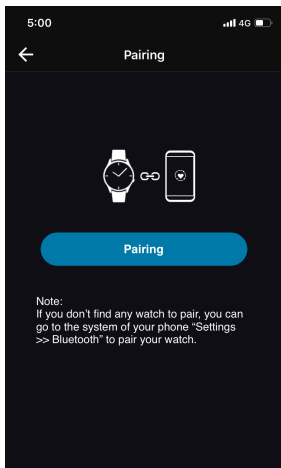 5:00 4G
Pairing
Pairing
Note:
If you don't find any watch to pair, you can
go to the system of your phone “Settings
>> Bluetooth” to pair your watch.